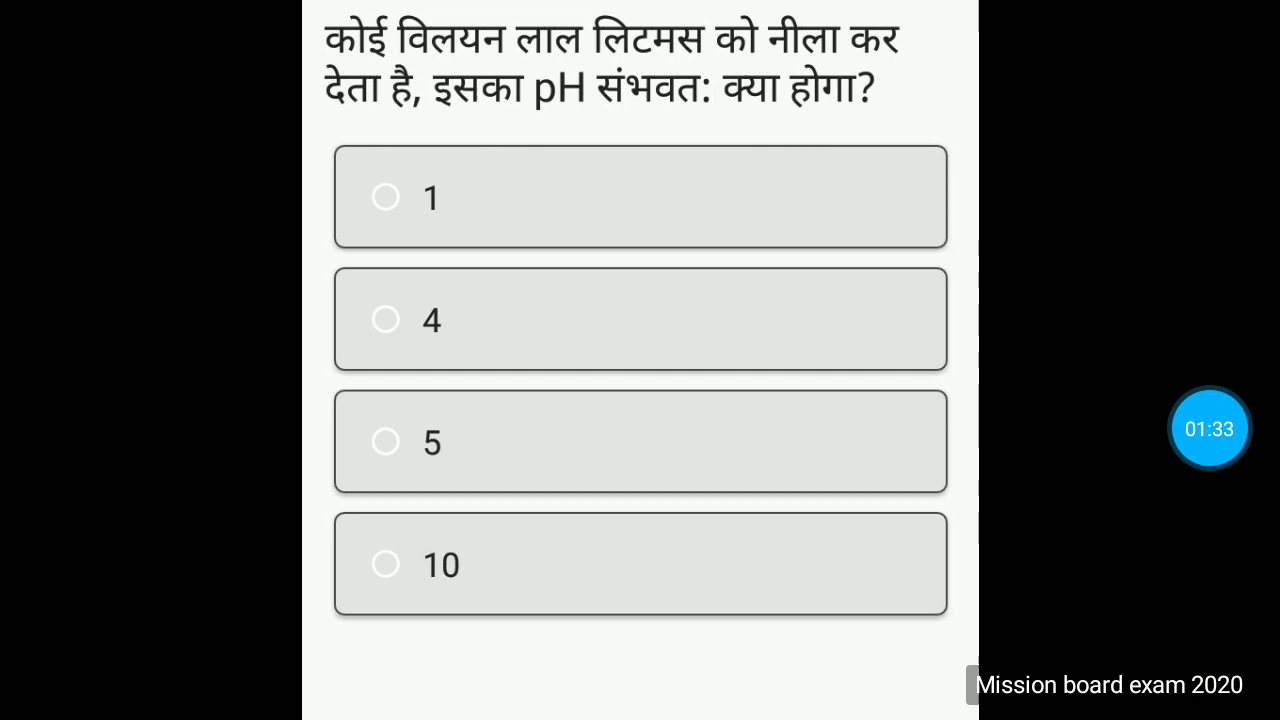 कोई विलयन लाल लिटमस को नीला कर
देता है, इसका pH संभवत: क्या होगा?
1
4
5
10
01:33
Mission board exam 2020